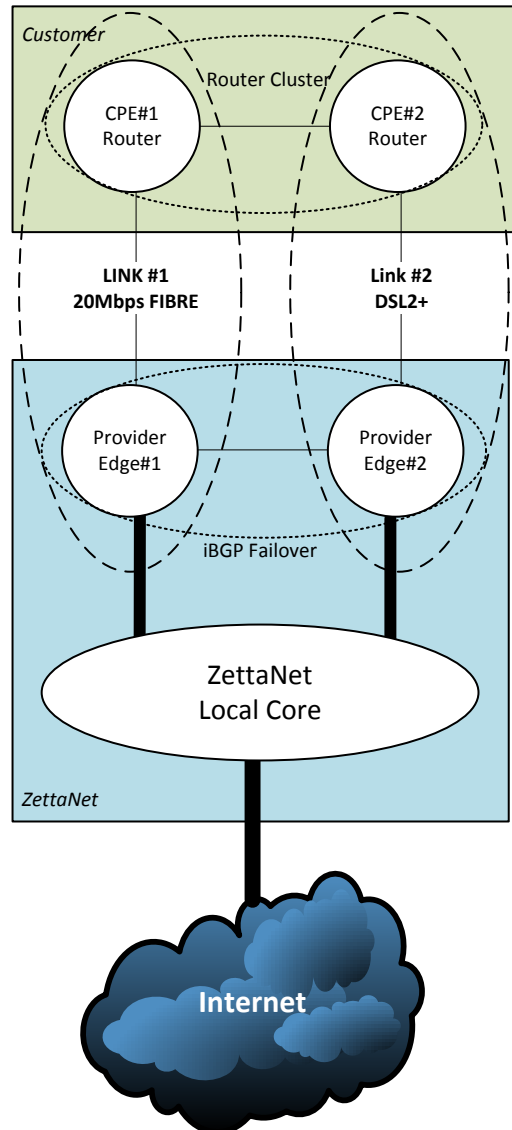 Customer
Router Cluster
CPE#1
Router
CPE#2
Router
LINK #1
20Mbps FIBRE
Link #2
DSL2+
Provider
Edge#1
Provider
Edge#2
iBGP Failover
ZettaNet
Local Core
ZettaNet
Internet